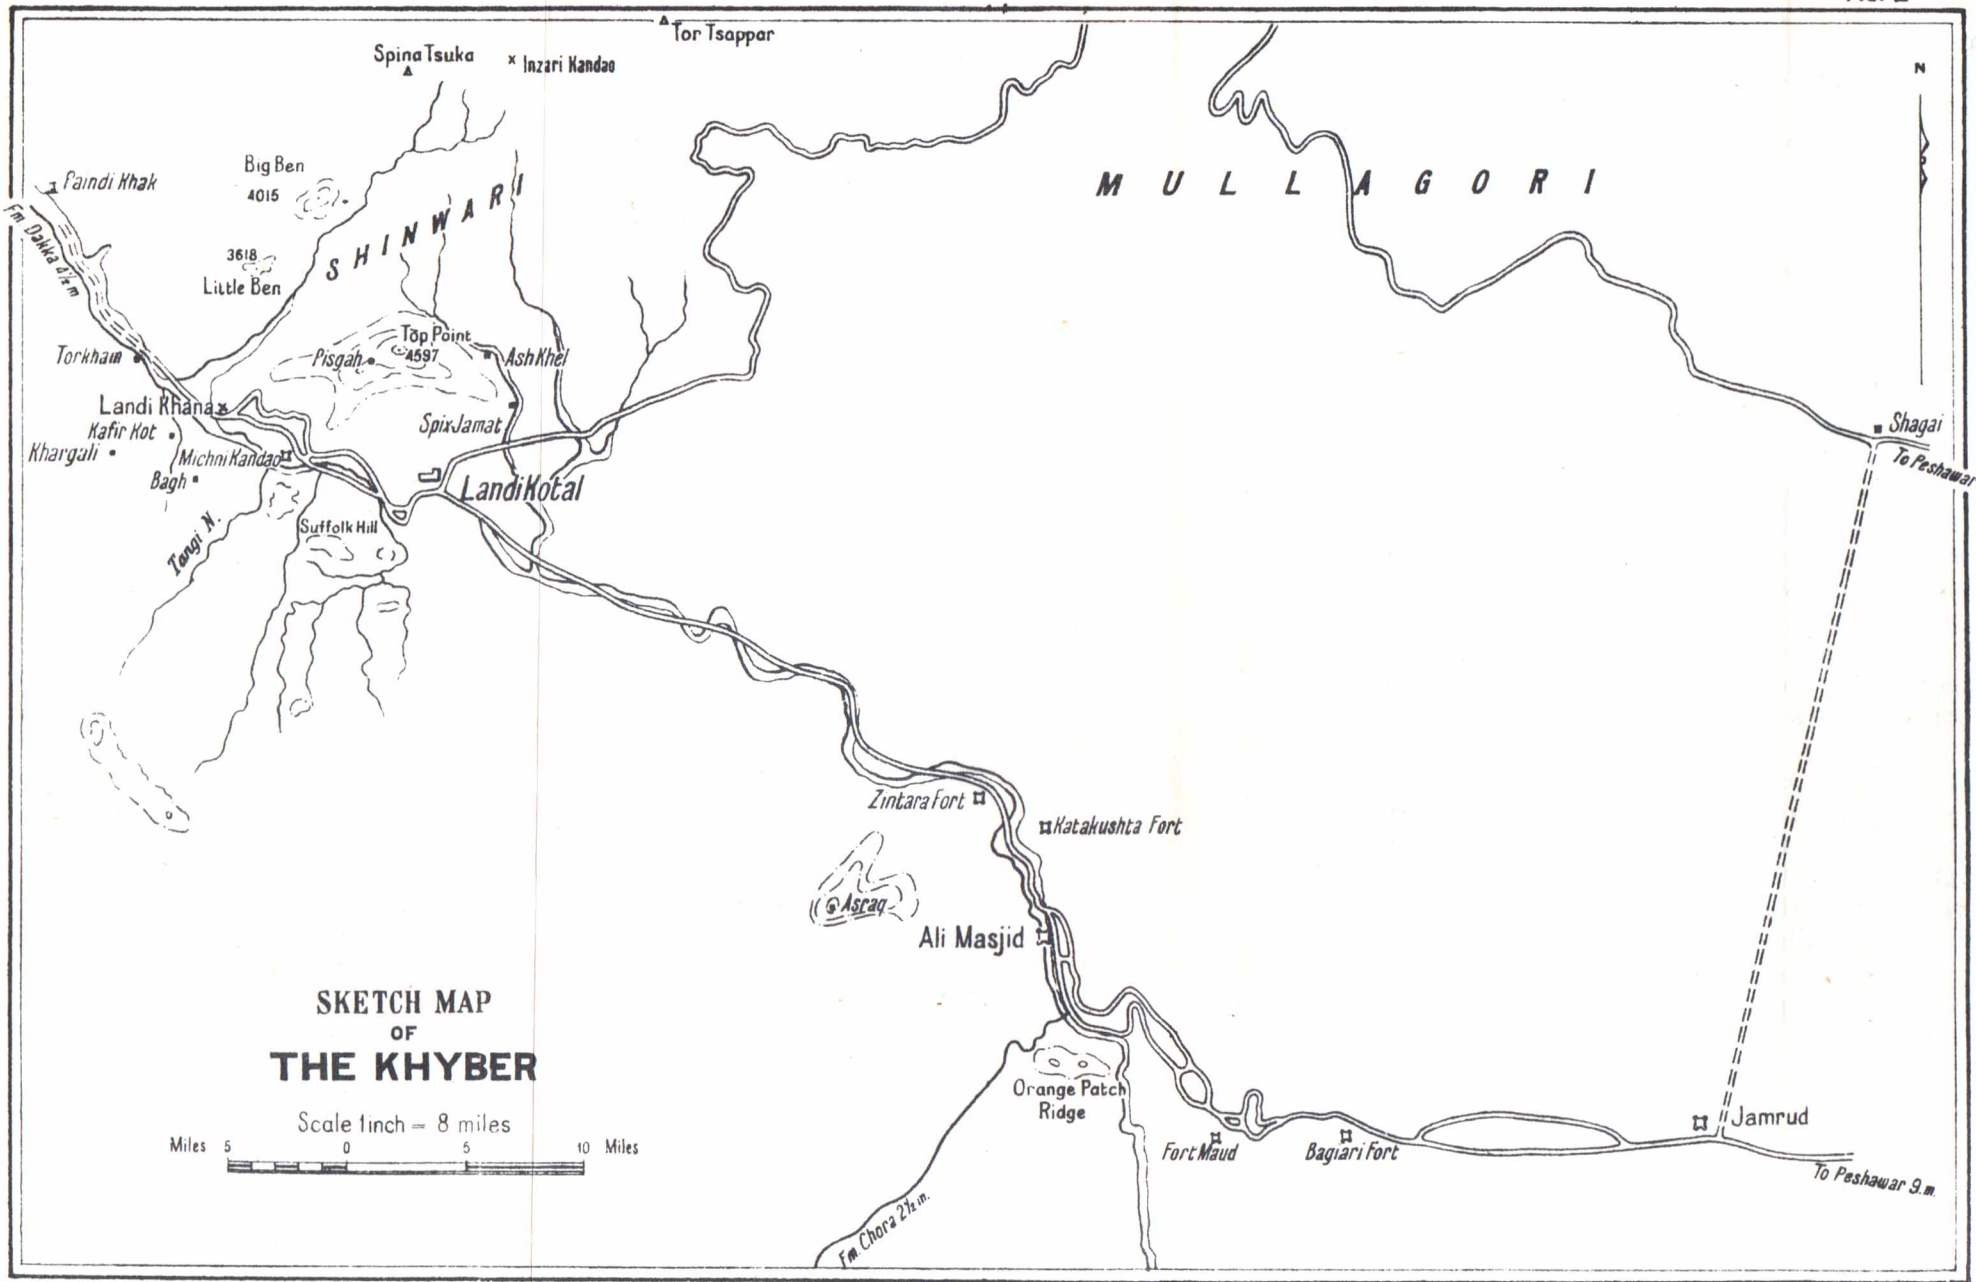 Tor Tsappar
Spina Tsuka
Inzari Kandao
N
Big Ben
4015
Paindi Khak
SHINWARI
MULLAGORI
Fm. Dakka 4½ m
3618
Little Ben
Torkham
Top Point
4597
Pisgah
Ash Khel
Landi Khana
Kafir Kot
Khargali
Spix Jamat
Michni Kandao
Bagh
Landi Kotal
Shagai
To Peshawar
Tangi N.
Suffolk Hill
Zintara Fort
Katakushta Fort
Asraq
Ali Masjid
SKETCH MAP
OF
THE KHYBER
Scale 1 inch = 8 miles
Miles 5 0 5 10 Miles
Orange Patch
Ridge
Fort Maud
Bagiari Fort
Jamrud
To Peshawar 9.m.
Fm. Chora 2½ m.